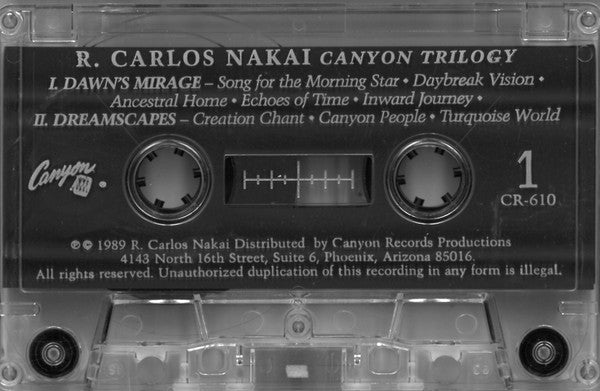 R. CARLOS NAKAI CANYON TRILOGY
I. DAWN'S MIRAGE – Song for the Morning Star • Daybreak Vision •
Ancestral Home • Echoes of Time • Inward Journey •
II. DREAMSCAPES – Creation Chant • Canyon People • Turquoise World
Canyon ®
1
CR-610
℗ © 1989 R. Carlos Nakai Distributed by Canyon Records Productions
4143 North 16th Street, Suite 6, Phoenix, Arizona 85016.
All rights reserved. Unauthorized duplication of this recording in any form is illegal.